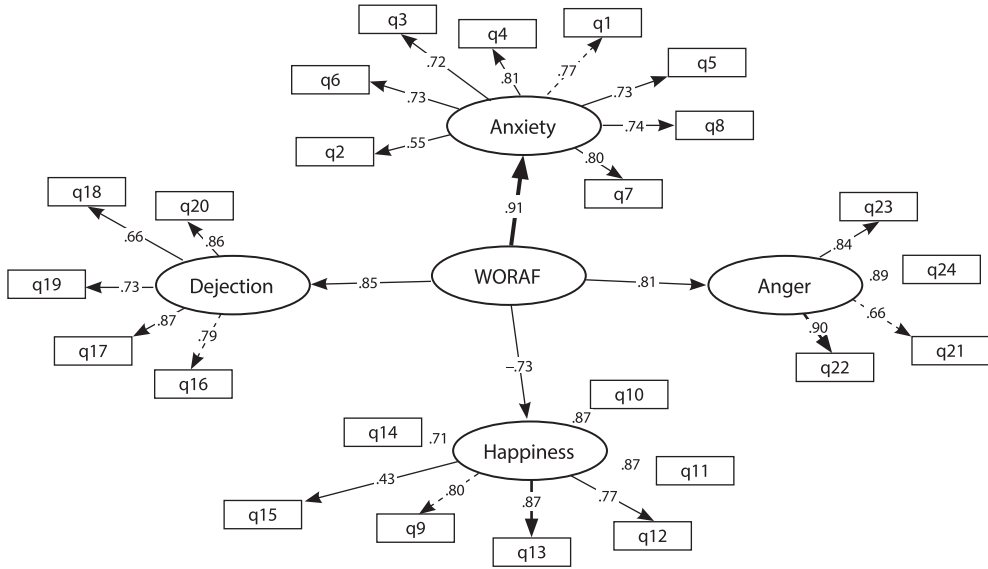 q3
q4
q1
.72
.81
.77
q5
q6
.73
.73
Anxiety
.74
q8
q2
.55
.80
q7
.91
q18
q20
q23
.66
.86
.84
q24
.89
q19
.73
Dejection
.85
WORAF
.81
Anger
.66
.87
.79
.90
q17
q21
q16
q22
–.73
q10
.87
q14
.71
Happiness
.87
q11
.43
.80
.87
.77
q15
q9
q12
q13